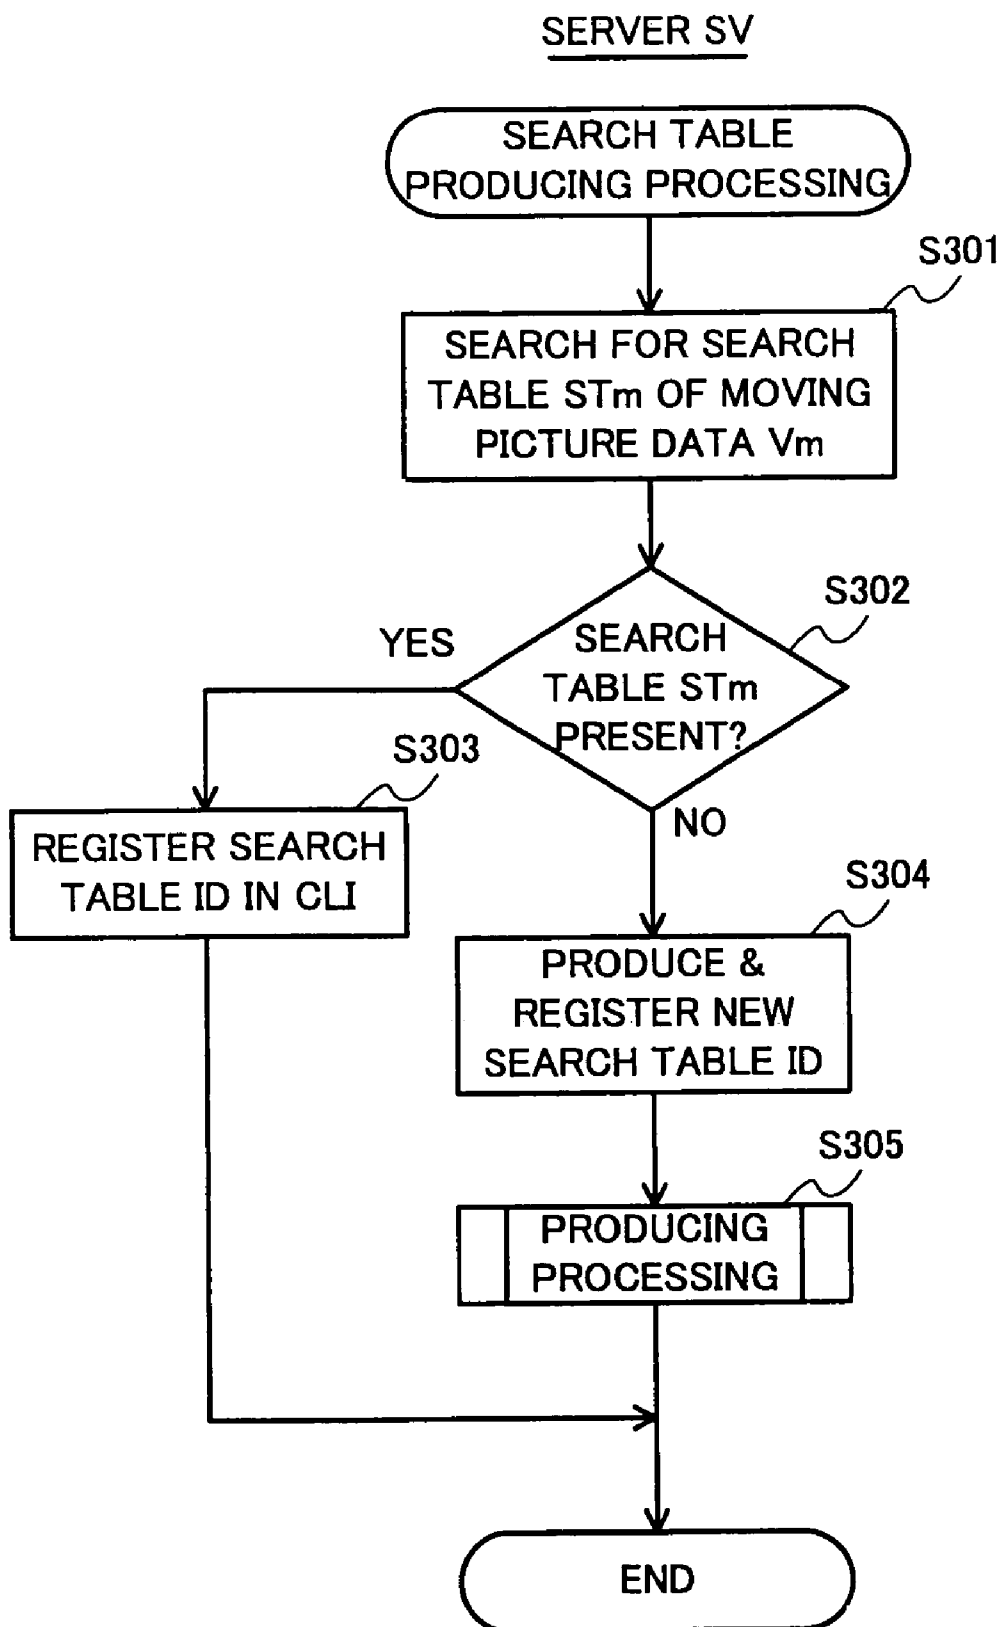 SERVER SV
SEARCH TABLE
PRODUCING PROCESSING
S301
SEARCH FOR SEARCH
TABLE STm OF MOVING
PICTURE DATA Vm
S302
YES
SEARCH
TABLE STm
PRESENT?
S303
NO
REGISTER SEARCH
TABLE ID IN CLI
S304
PRODUCE &
REGISTER NEW
SEARCH TABLE ID
S305
PRODUCING
PROCESSING
END